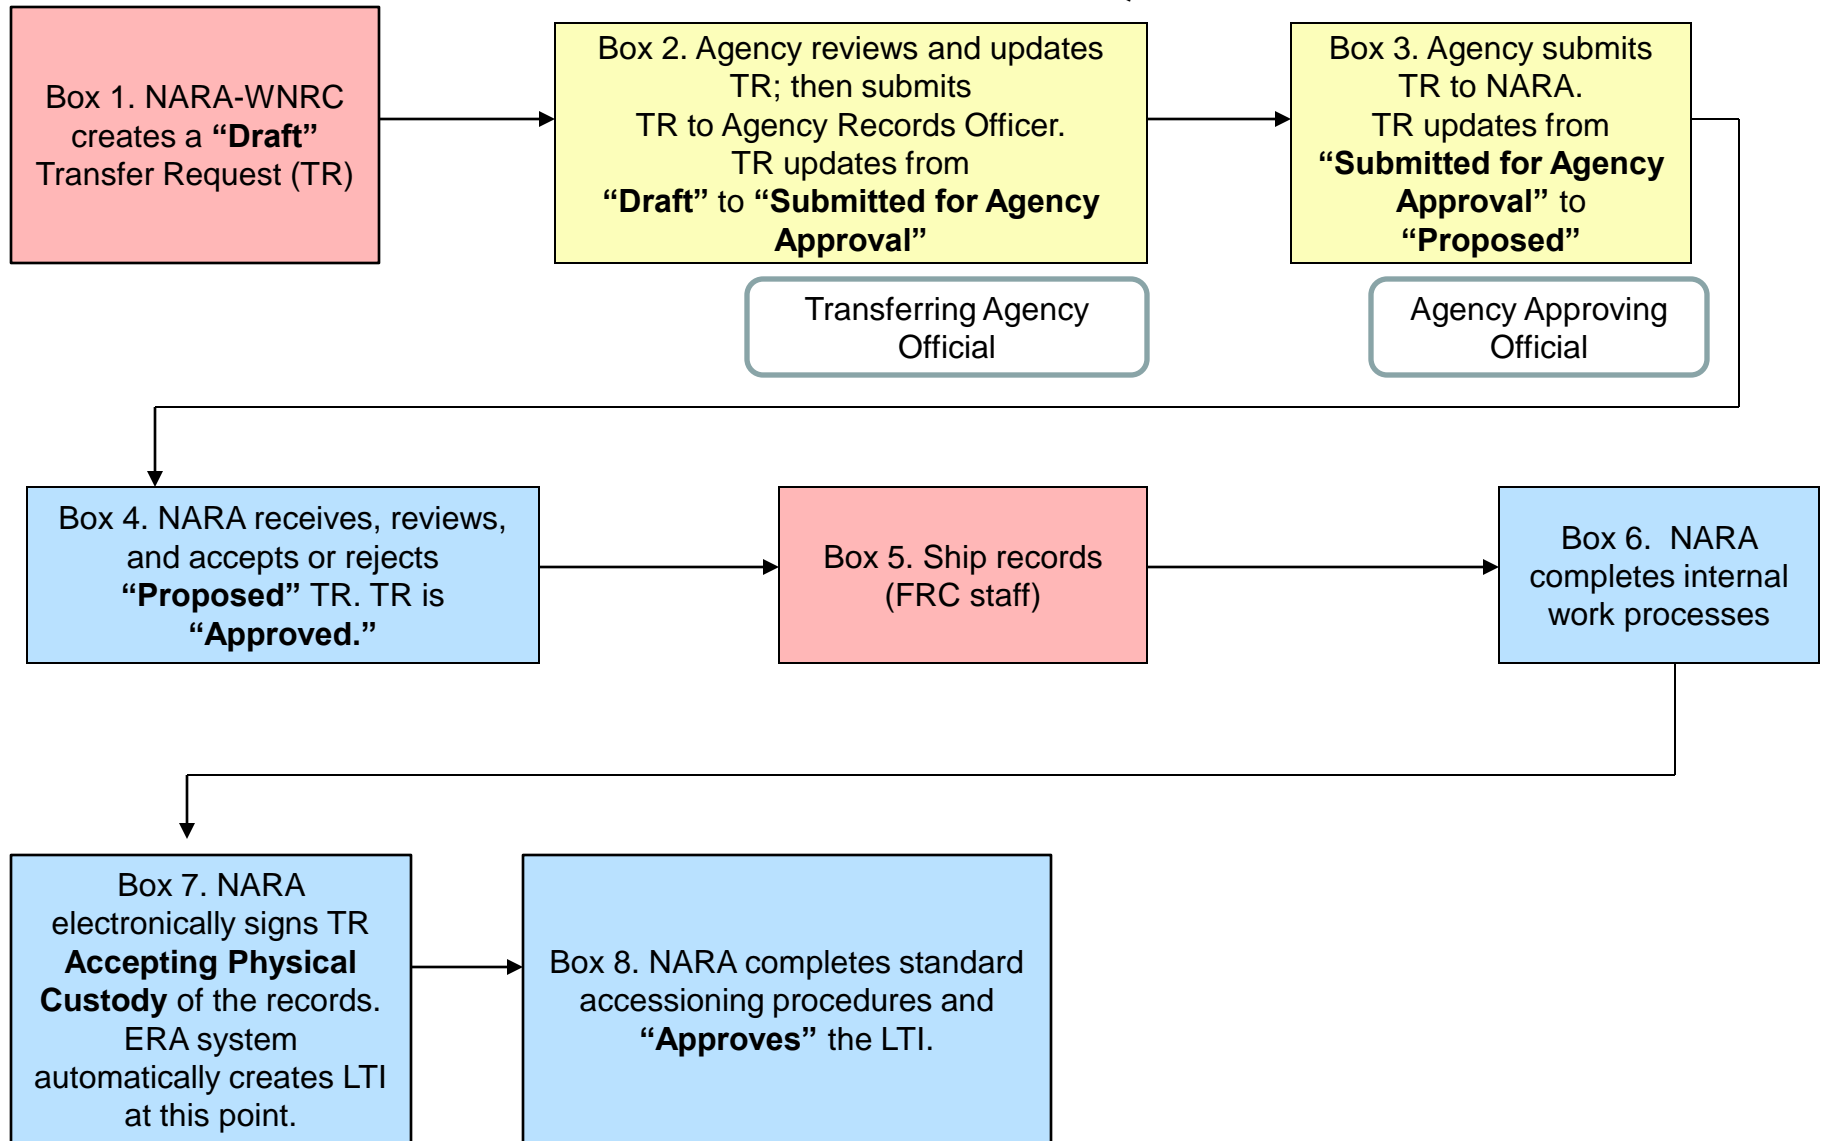 Box 1. NARA-WNRC
creates a “Draft”
Transfer Request (TR)
Box 2. Agency reviews and updates
TR; then submits
TR to Agency Records Officer.
TR updates from
“Draft” to “Submitted for Agency
Approval”
Box 3. Agency submits
TR to NARA.
TR updates from
“Submitted for Agency
Approval” to
“Proposed”
Transferring Agency
Official
Agency Approving
Official
Box 4. NARA receives, reviews,
and accepts or rejects
“Proposed” TR. TR is
“Approved.”
Box 5. Ship records
(FRC staff)
Box 6.  NARA
completes internal
work processes
Box 7. NARA
electronically signs TR
Accepting Physical
Custody of the records.
ERA system
automatically creates LTI
at this point.
Box 8. NARA completes standard
accessioning procedures and
“Approves” the LTI.